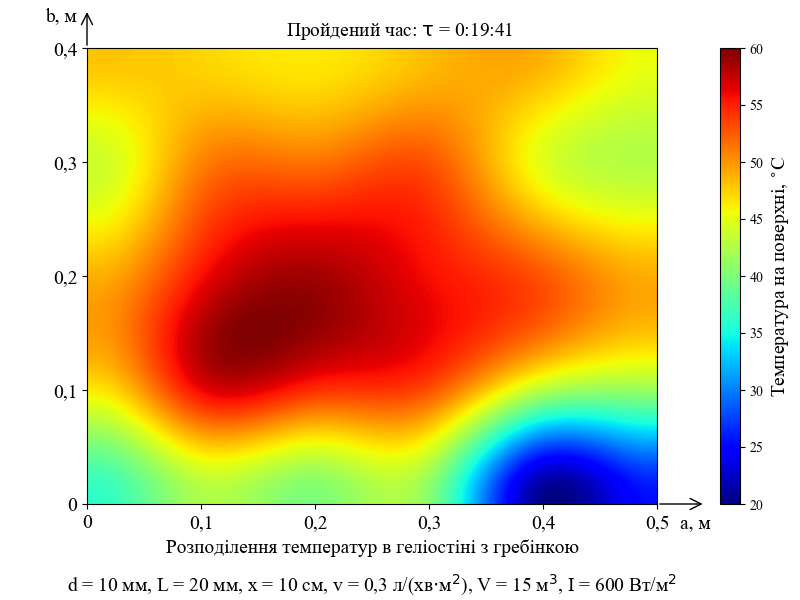 b, м
Пройдений час: τ = 0:19:41
0,4
0,3
0,2
0,1
0
0 0,1 0,2 0,3 0,4 0,5 a, м
60
55
50
45
40
35
30
25
20
Температура на поверхні, °C
Розподілення температур в геліостіні з гребінкою
d = 10 мм, L = 20 мм, x = 10 см, v = 0,3 л/(хв·м²), V = 15 м³, I = 600 Вт/м²